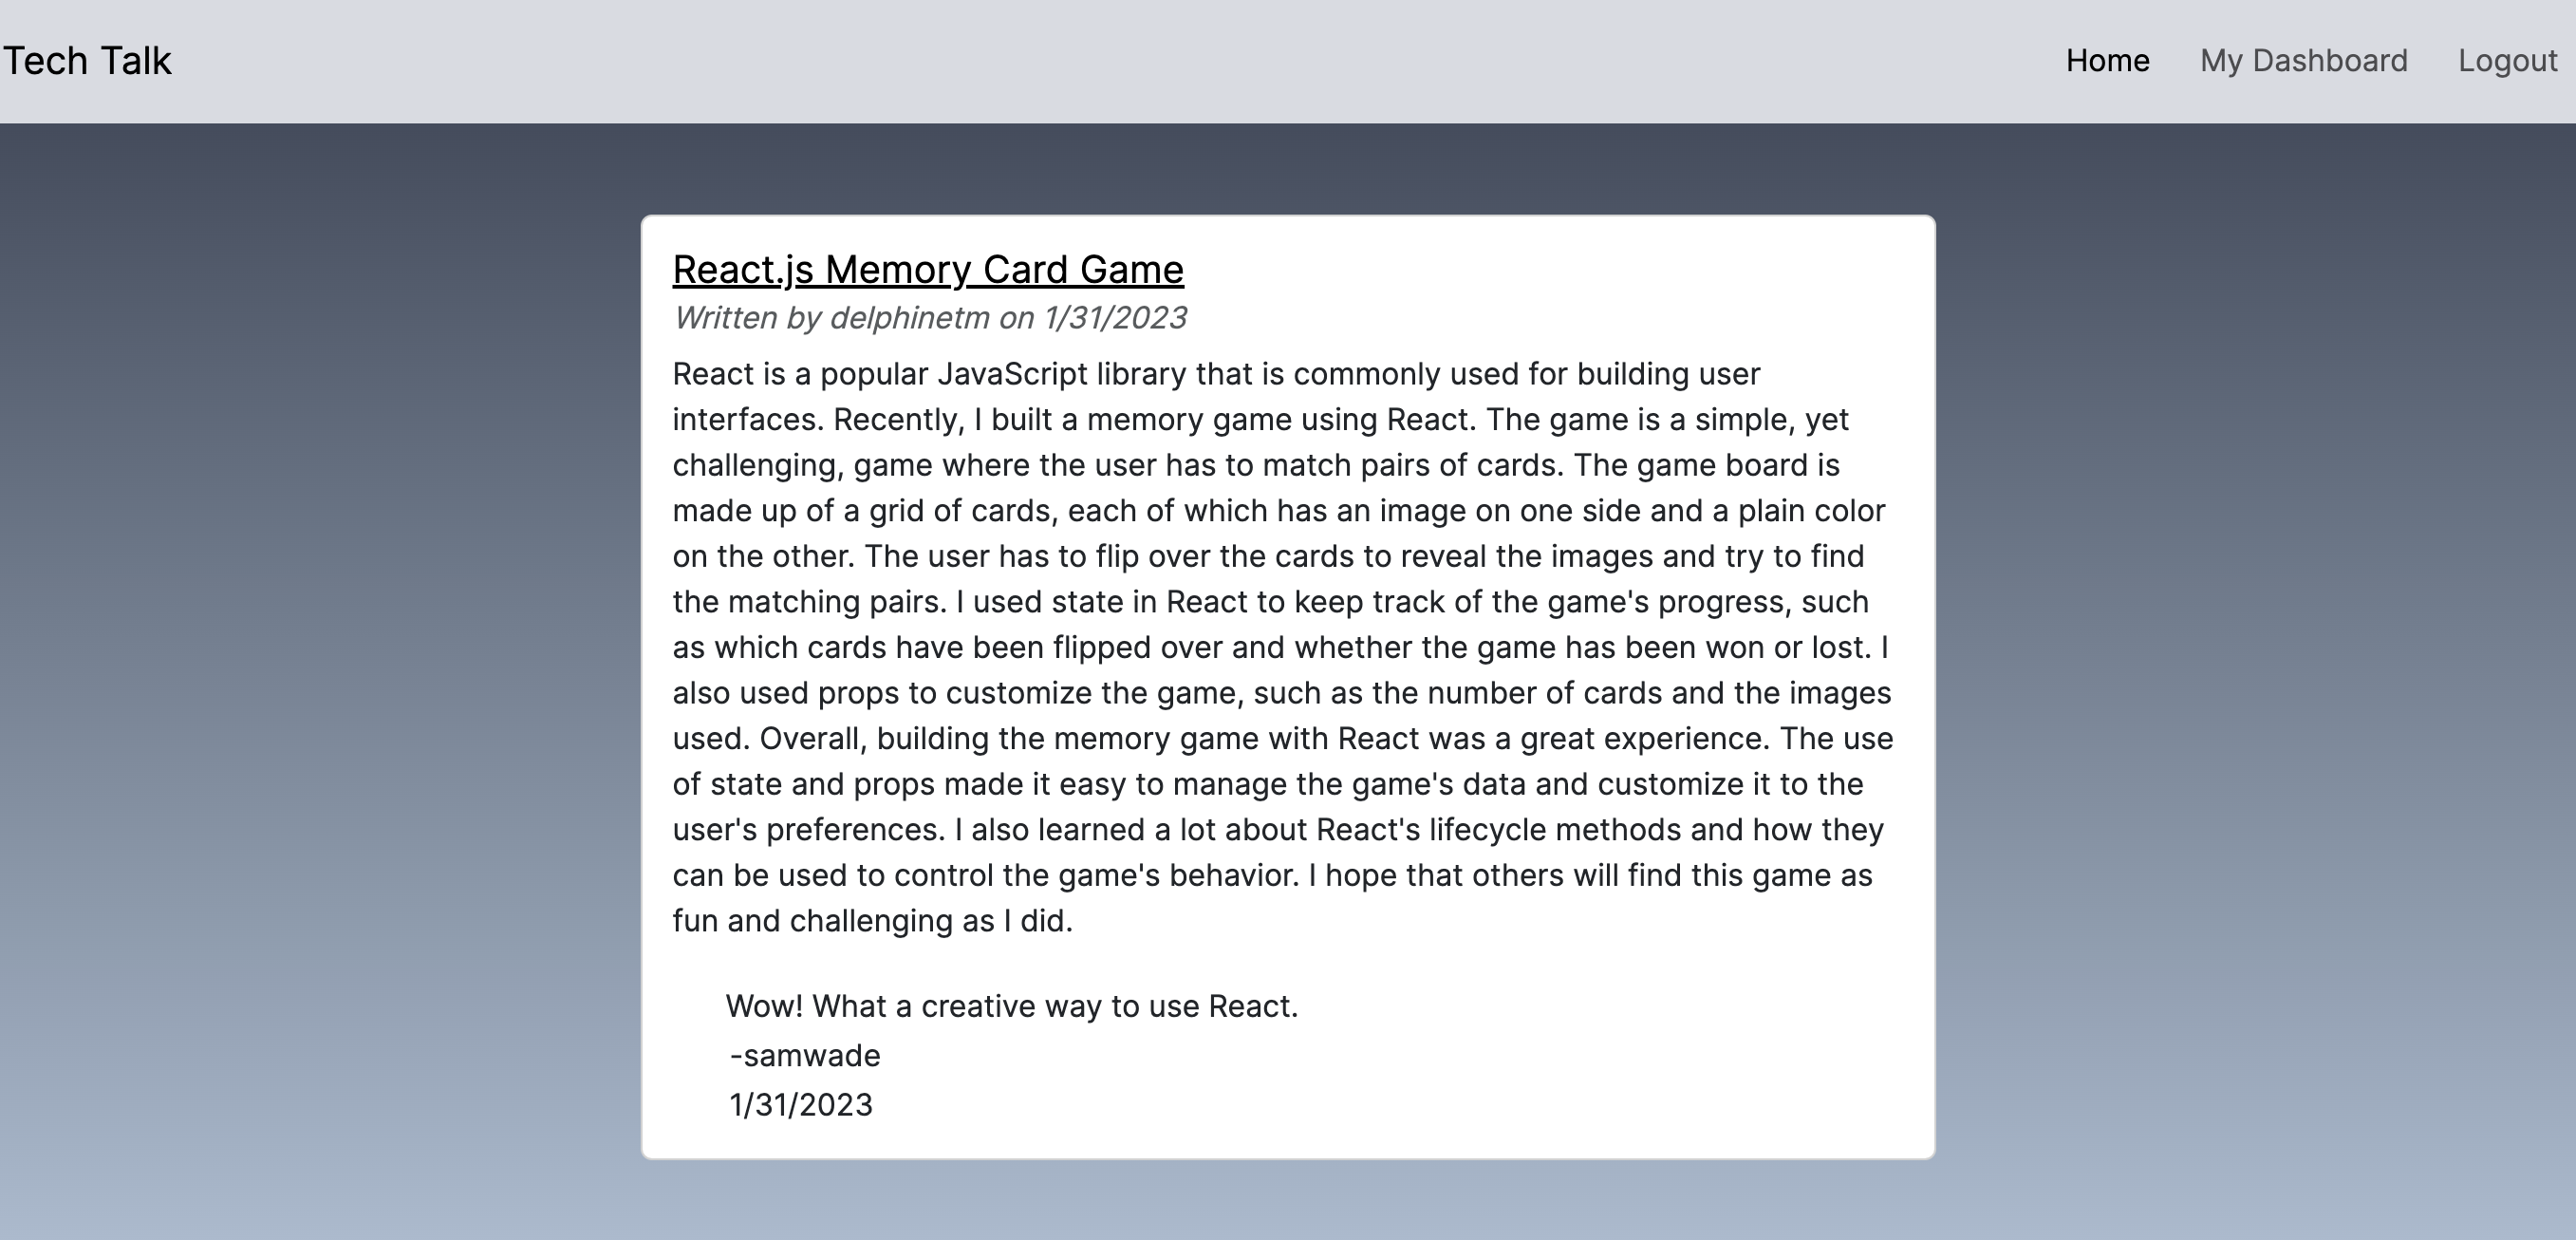 Tech Talk
Home
My Dashboard
Logout
React.js Memory Card Game
Written by delphinetm on 1/31/2023
React is a popular JavaScript library that is commonly used for building user
interfaces. Recently, I built a memory game using React. The game is a simple, yet
challenging, game where the user has to match pairs of cards. The game board is
made up of a grid of cards, each of which has an image on one side and a plain color
on the other. The user has to flip over the cards to reveal the images and try to find
the matching pairs. I used state in React to keep track of the game's progress, such
as which cards have been flipped over and whether the game has been won or lost. I
also used props to customize the game, such as the number of cards and the images
used. Overall, building the memory game with React was a great experience. The use
of state and props made it easy to manage the game's data and customize it to the
user's preferences. I also learned a lot about React's lifecycle methods and how they
can be used to control the game's behavior. I hope that others will find this game as
fun and challenging as I did.
Wow! What a creative way to use React.
-samwade
1/31/2023